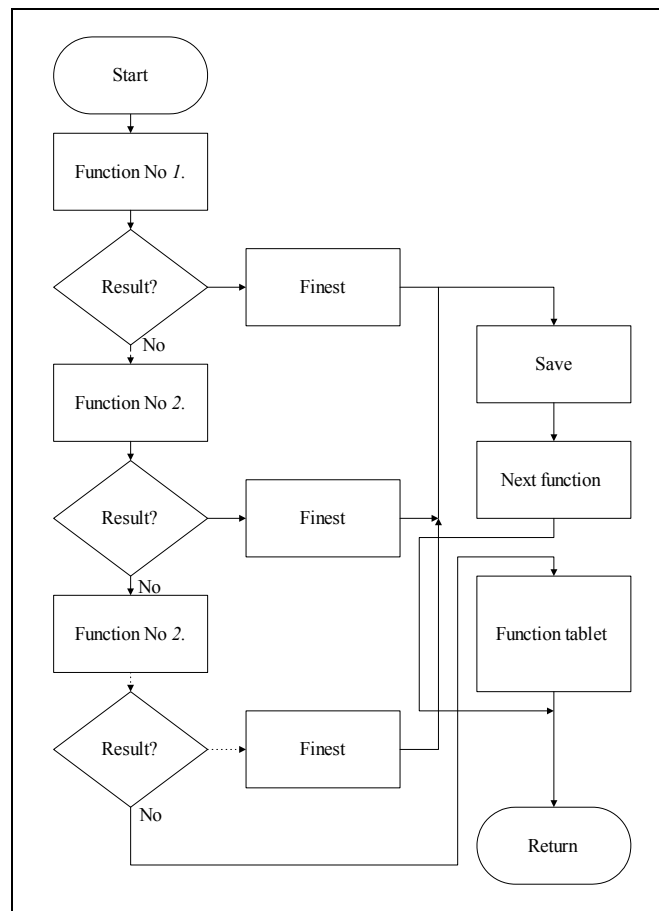 Start
Function No 1.
Result?
Finest
No
Save
Function No 2.
Next function
Result?
Finest
No
Function No 2.
Function tablet
Result?
Finest
No
Return